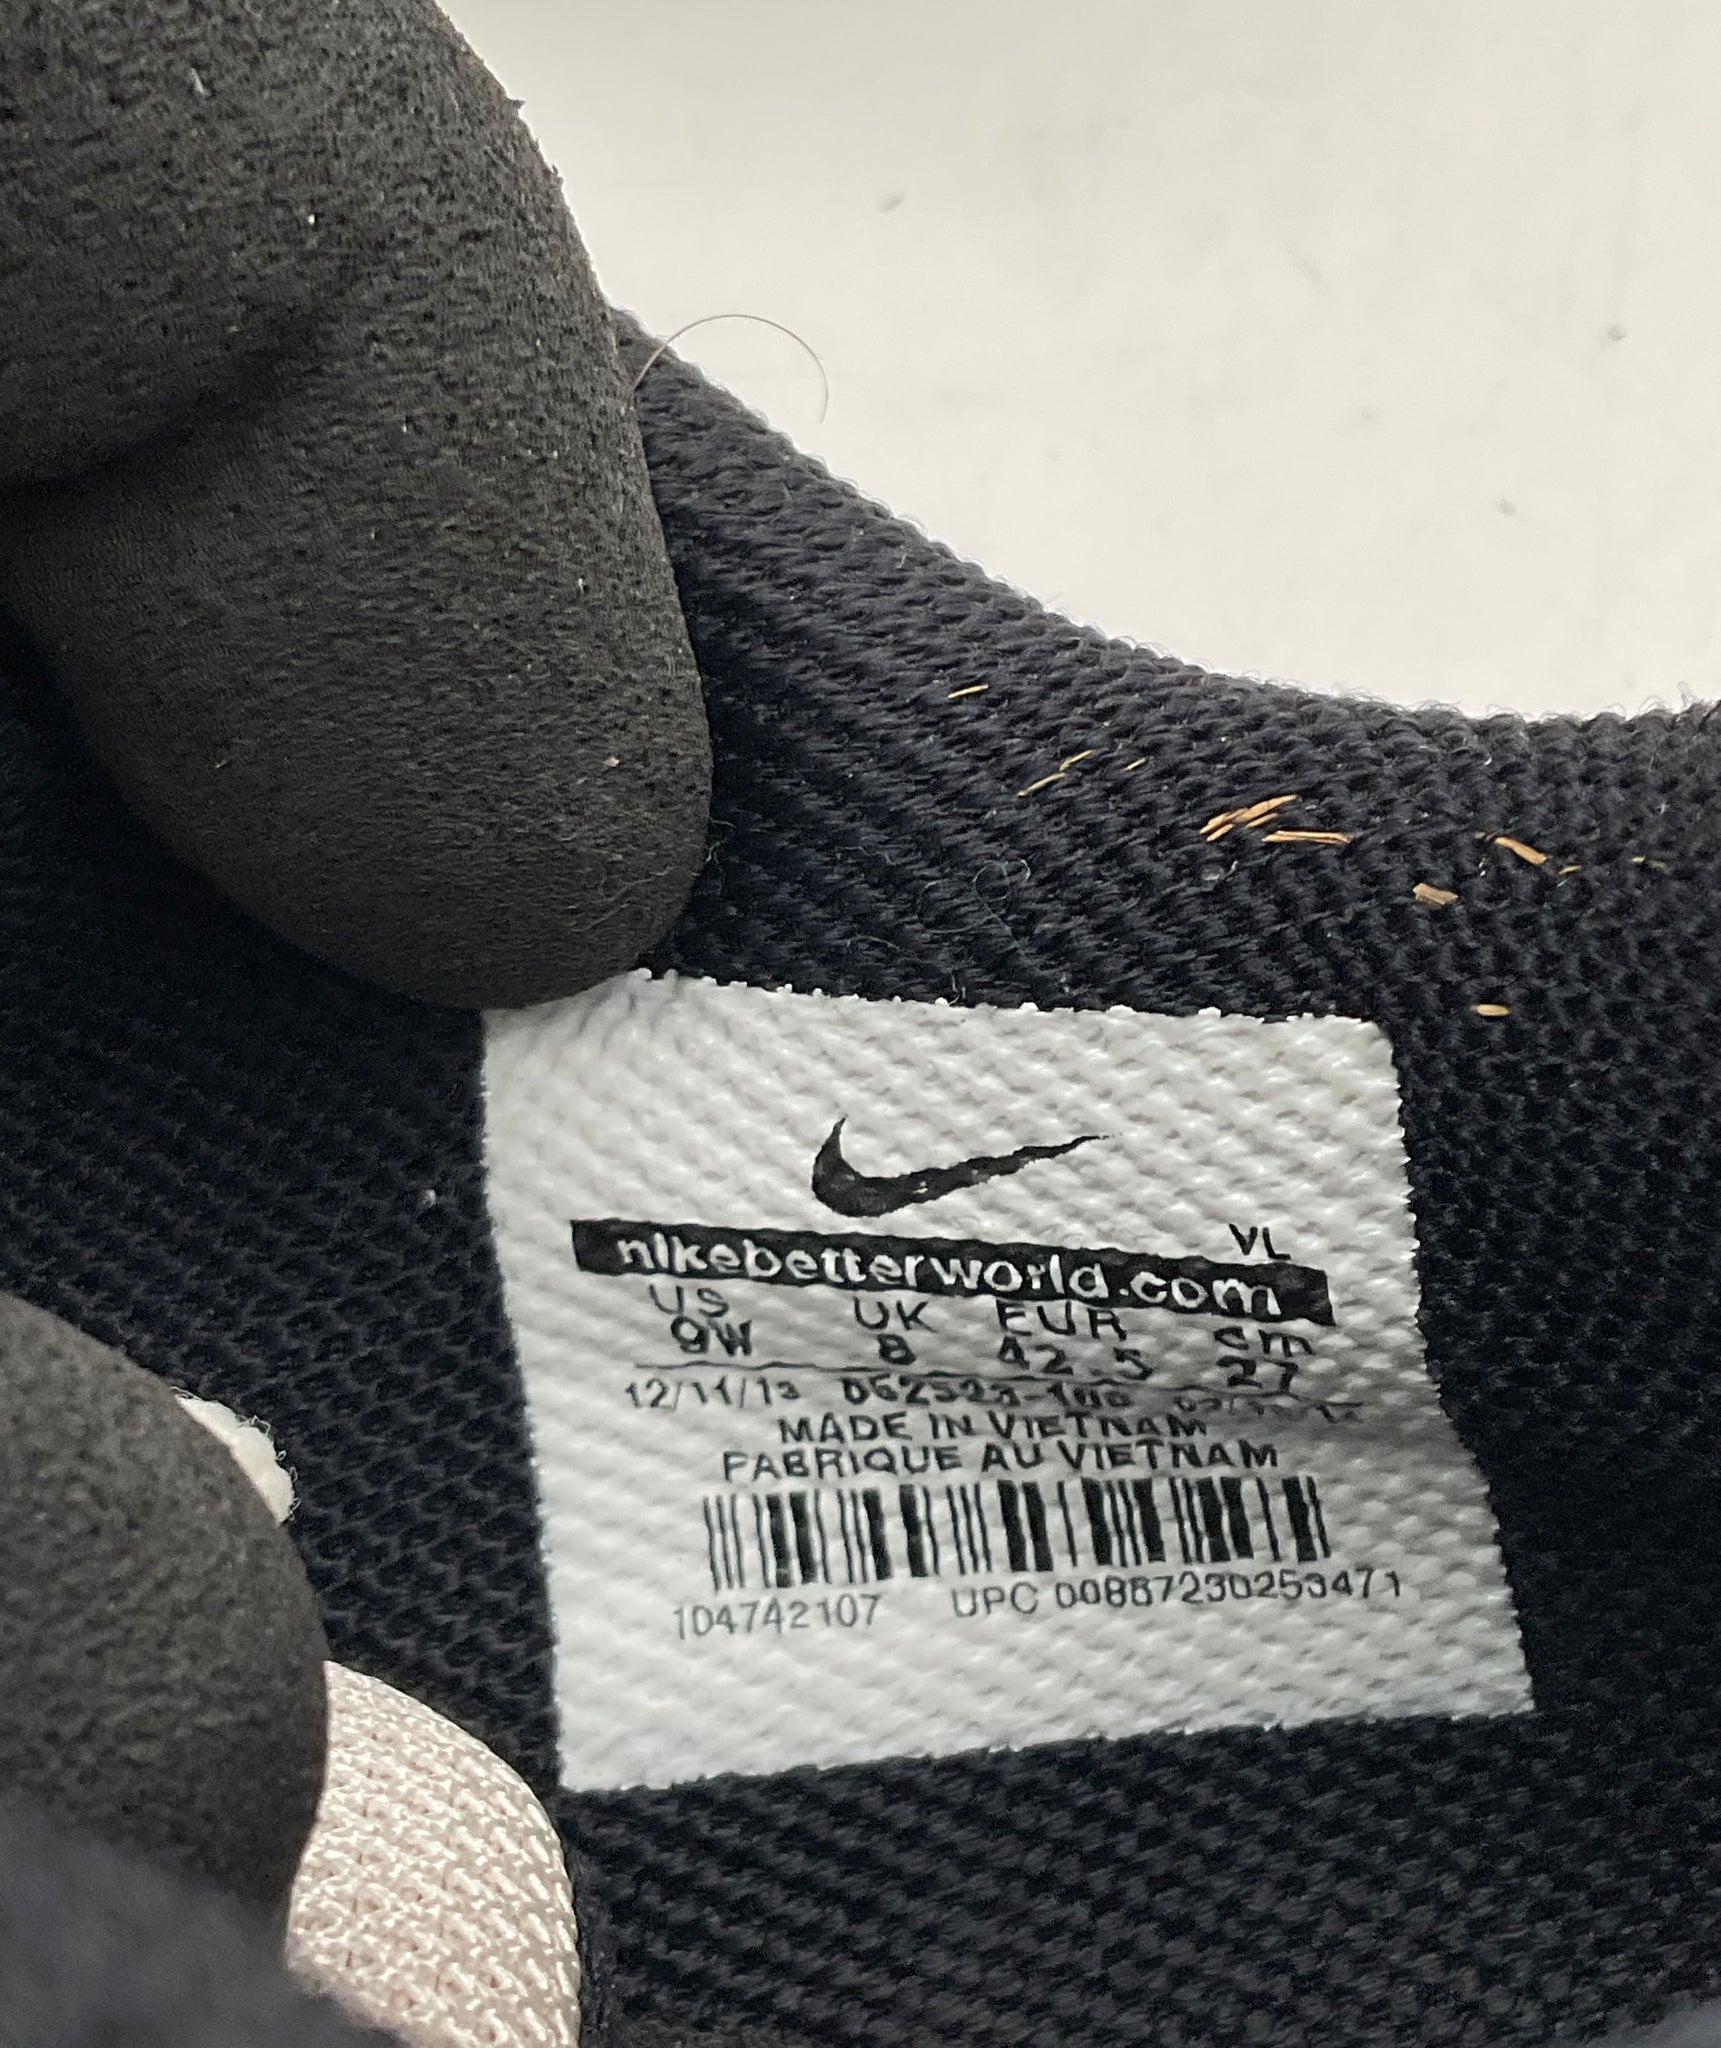 VL
nikebetterworld.com
US UK EUR cm
9W 8 42.5 27
12/11/13
MADE IN VIETNAM
FABRIQUE AU VIETNAM
104742107 UPC 00887230253471